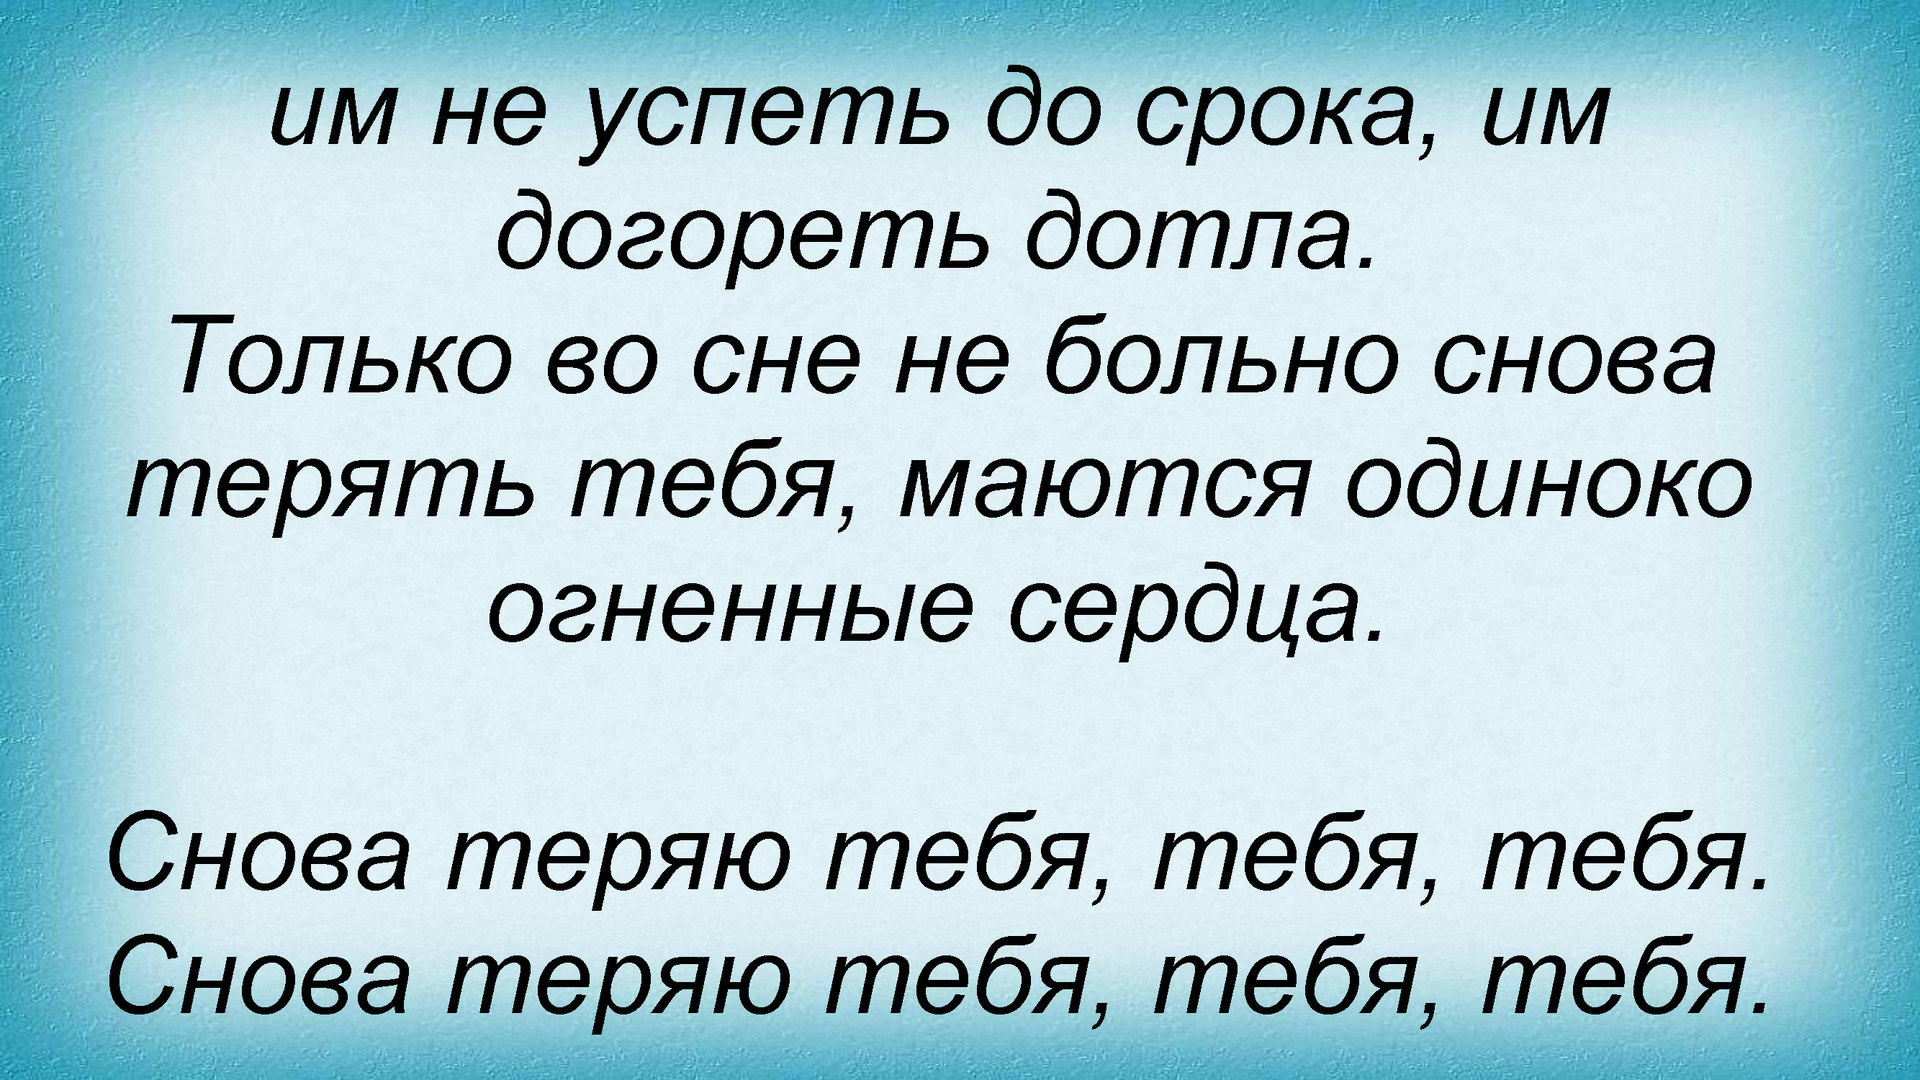 им не успеть до срока, им
догореть дотла.
Только во сне не больно снова
терять тебя, маются одиноко
огненные сердца.

Снова теряю тебя, тебя, тебя.
Снова теряю тебя, тебя, тебя.